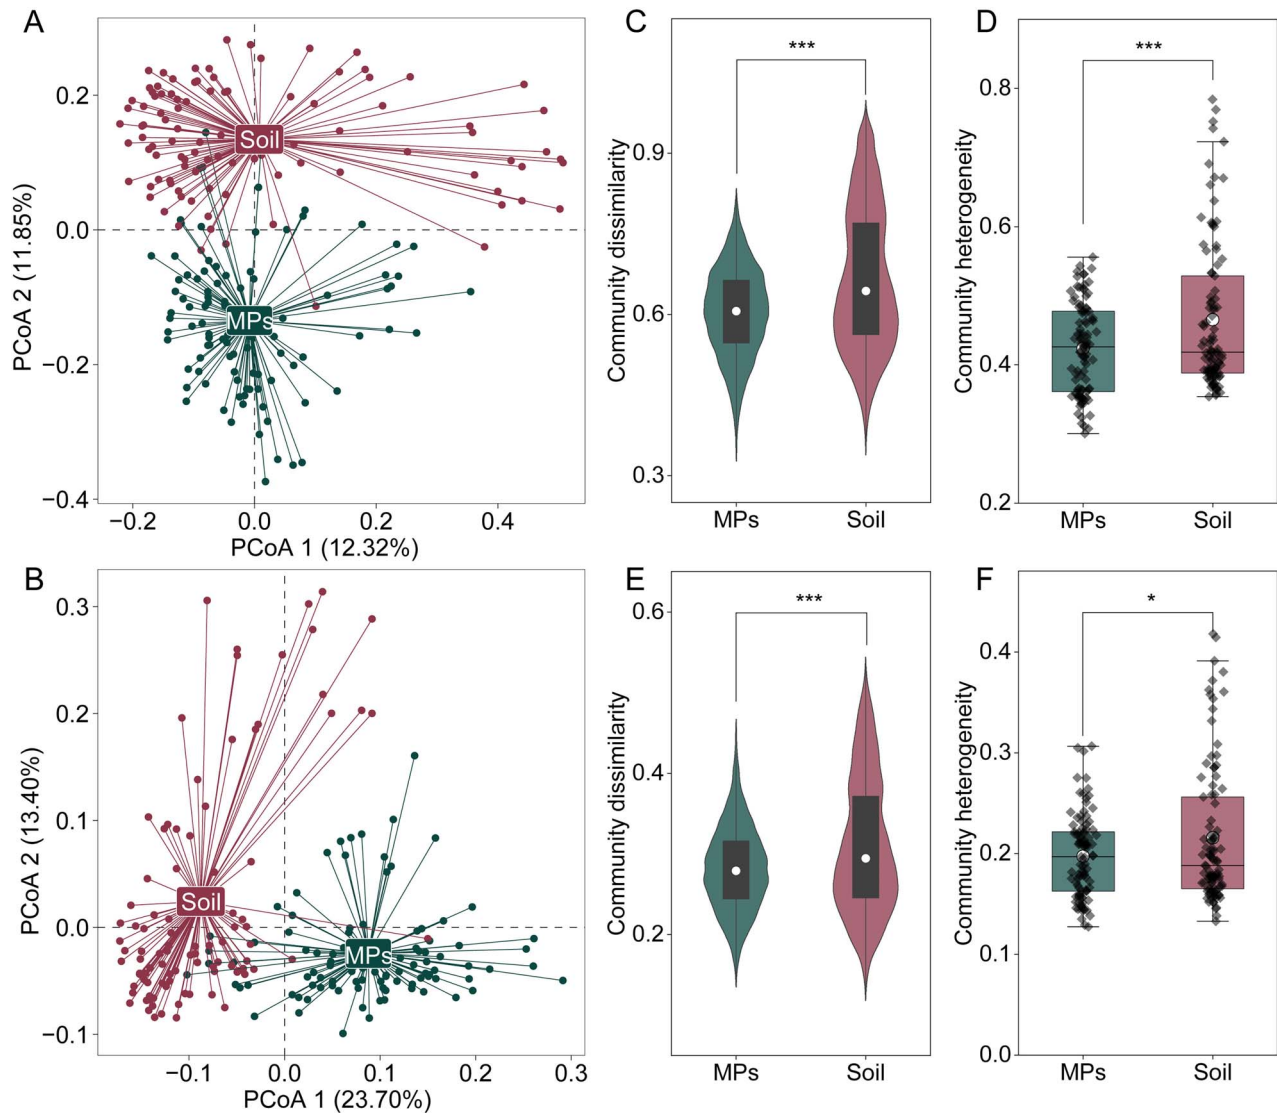 A
PCoA 2 (11.85%)
0.2
0.0
−0.2
−0.4
Soil
MPs
−0.2
0.0
0.2
0.4
PCoA 1 (12.32%)
C
Community dissimilarity
0.9
0.6
0.3
***
MPs
Soil
D
Community heterogeneity
0.8
0.6
0.4
0.2
***
MPs
Soil
B
PCoA 2 (13.40%)
0.3
0.2
0.1
0.0
−0.1
Soil
MPs
−0.1
0.0
0.1
0.2
0.3
PCoA 1 (23.70%)
E
Community dissimilarity
0.6
0.4
0.2
***
MPs
Soil
F
Community heterogeneity
0.4
0.3
0.2
0.1
0.0
*
MPs
Soil